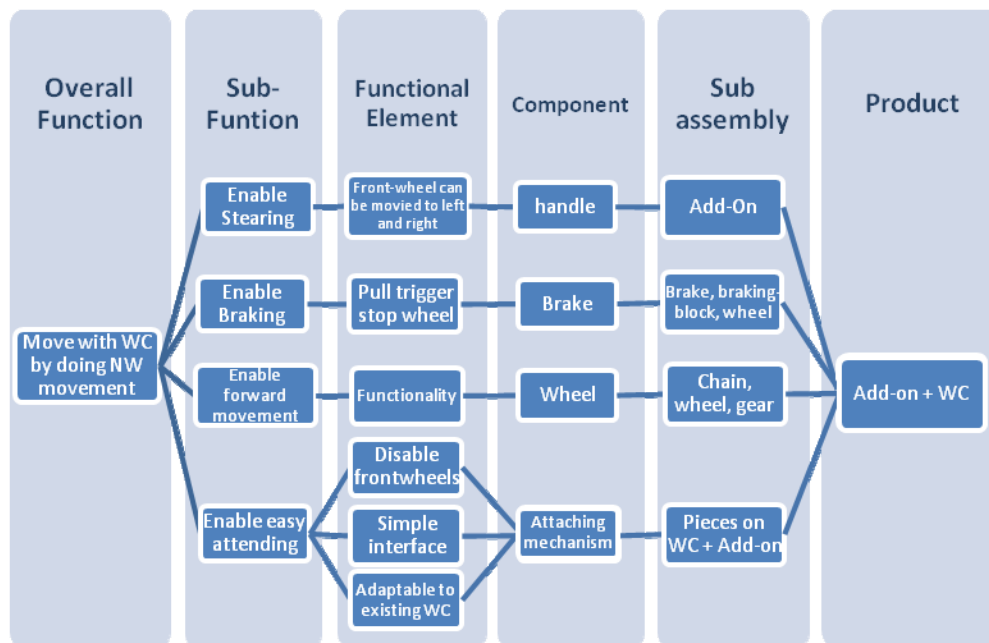 Overall
Function
Sub-
Funtion
Functional
Element
Component
Sub
assembly
Product
Move with WC
by doing NW
movement
Enable
Stearing
Front-wheel can
be movied to left
and right
handle
Add-On
Enable
Braking
Pull trigger
stop wheel
Brake
Brake, braking-
block, wheel
Enable
forward
movement
Functionality
Wheel
Chain,
wheel, gear
Add-on + WC
Enable easy
attending
Disable
frontwheels
Simple
interface
Adaptable to
existing WC
Attaching
mechanism
Pieces on
WC + Add-on